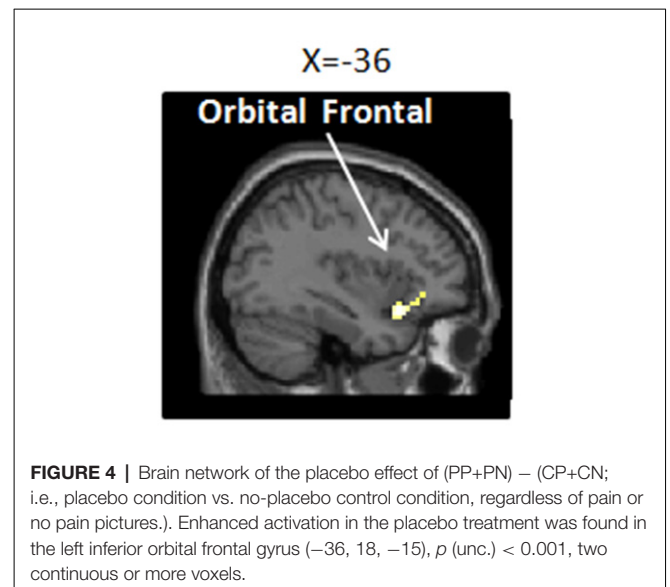 X=-36
Orbital Frontal
FIGURE 4 | Brain network of the placebo effect of (PP+PN) − (CP+CN;
i.e., placebo condition vs. no-placebo control condition, regardless of pain or
no pain pictures.). Enhanced activation in the placebo treatment was found in
the left inferior orbital frontal gyrus (−36, 18, −15), p (unc.) < 0.001, two
continuous or more voxels.